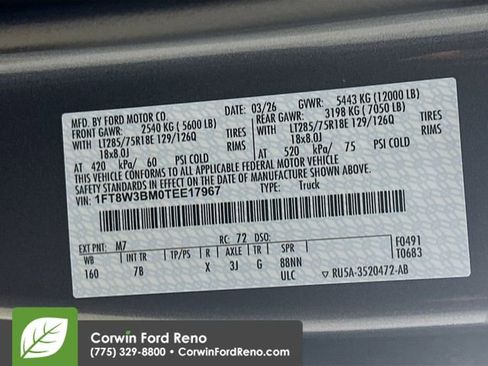 MFD. BY FORD MOTOR CO. DATE: 03/26 GVWR: 5443 KG (12000 LB)
FRONT GAWR: 2540 KG (5600 LB) REAR GAWR: 3198 KG (7050 LB)
WITH LT285/75R18E 129/126Q TIRES WITH LT285/75R18E 129/126Q TIRES
18x8.0J RIMS 18x8.0J RIMS
AT 420 kPa/ 60 PSI COLD AT 520 kPa/ 75 PSI COLD
THIS VEHICLE CONFORMS TO ALL APPLICABLE FEDERAL MOTOR VEHICLE
SAFETY STANDARDS IN EFFECT ON THE DATE OF MANUFACTURE SHOWN ABOVE.
VIN: 1FT8W3BM0TEE17967 TYPE: Truck
EXT PNT: M7 RC: 72 DSO: F0491
WB INT TR TP/PS R AXLE TR SPR T0683
160 7B X 3J G 88NN
ULC RU5A-3520472-AB
Corwin Ford Reno
(775) 329-8800 • CorwinFordReno.com